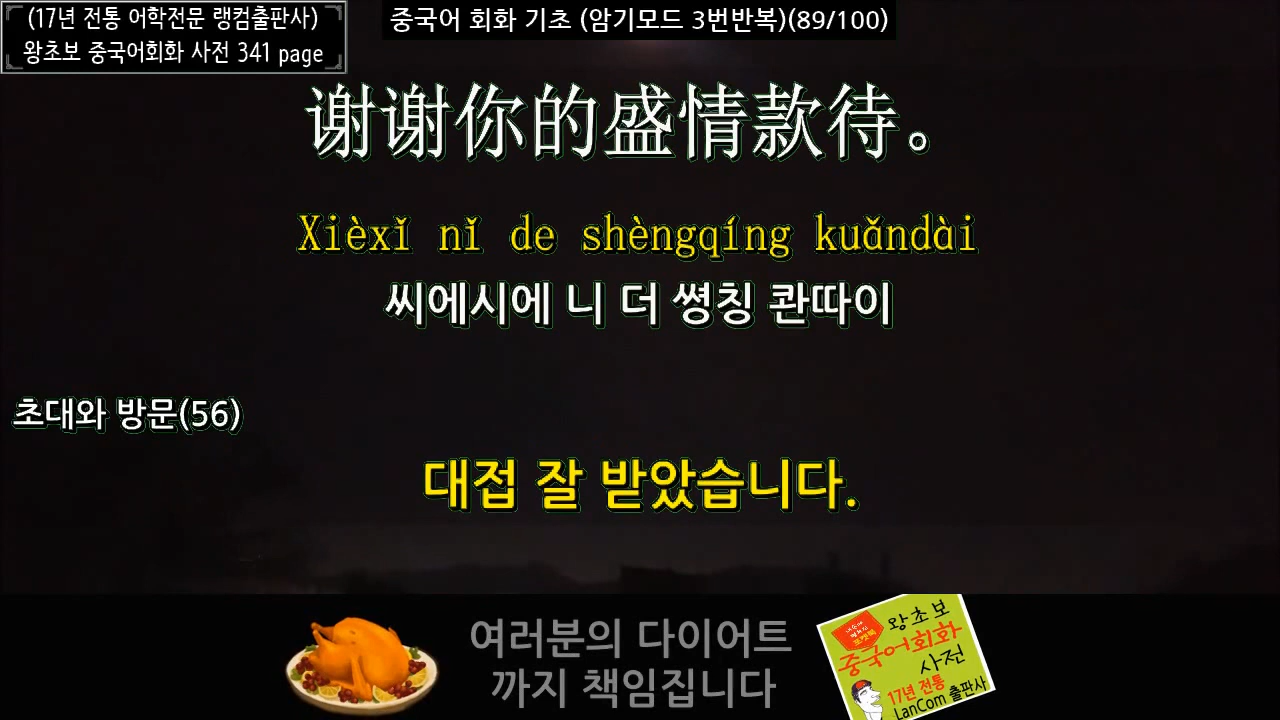 (17년 전통 어학전문 랭컴출판사)
왕초보 중국어회화 사전 341 page
중국어 회화 기초 (암기모드 3번반복)(89/100)
谢谢你的盛情款待。
Xièxǐ nǐ de shèngqíng kuǎndài
씨에시에 니 더 쎵칭 콴따이
초대와 방문(56)
대접 잘 받았습니다.
여러분의 다이어트
까지 책임집니다
왕초보
중국어회화
사전
17년 전통
LanCom 출판사